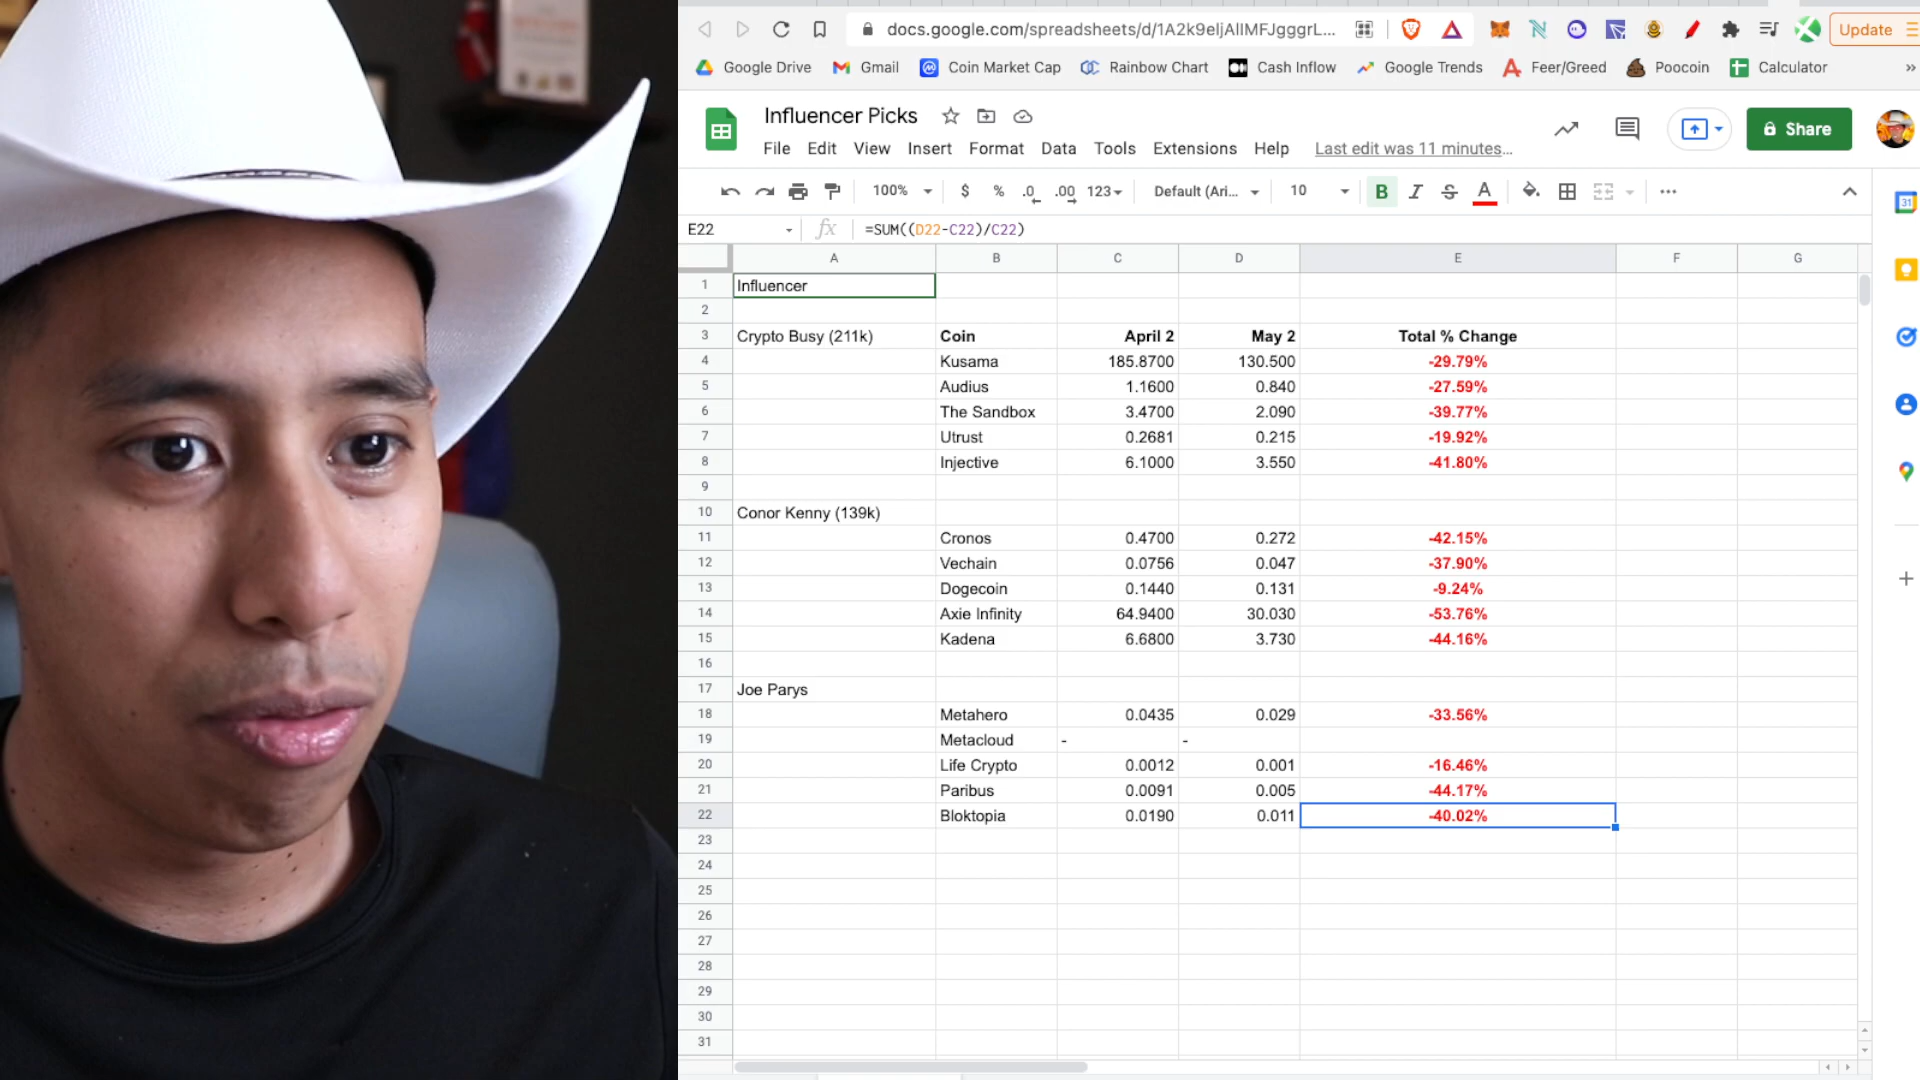 docs.google.com/spreadsheets/d/1A2k9eljAllMFJgggrL...
Update
Google Drive
Gmail
Coin Market Cap
Rainbow Chart
Cash Inflow
Google Trends
Feer/Greed
Poocoin
Calculator
»
Influencer Picks
Share
File Edit View Insert Format Data Tools Extensions Help Last edit was 11 minutes...
100% $ % .0 .00 123 Default (Ari... 10 B I S A
31
E22 fx =SUM((D22-C22)/C22)
A B C D E F G
1 Influencer
2
3 Crypto Busy (211k) Coin April 2 May 2 Total % Change
4 Kusama 185.8700 130.500 -29.79%
5 Audius 1.1600 0.840 -27.59%
6 The Sandbox 3.4700 2.090 -39.77%
7 Utrust 0.2681 0.215 -19.92%
8 Injective 6.1000 3.550 -41.80%
9
10 Conor Kenny (139k)
11 Cronos 0.4700 0.272 -42.15%
12 Vechain 0.0756 0.047 -37.90%
13 Dogecoin 0.1440 0.131 -9.24%
14 Axie Infinity 64.9400 30.030 -53.76%
15 Kadena 6.6800 3.730 -44.16%
16
17 Joe Parys
18 Metahero 0.0435 0.029 -33.56%
19 Metacloud - -
20 Life Crypto 0.0012 0.001 -16.46%
21 Paribus 0.0091 0.005 -44.17%
22 Bloktopia 0.0190 0.011 -40.02%
23
24
25
26
27
28
29
30
31